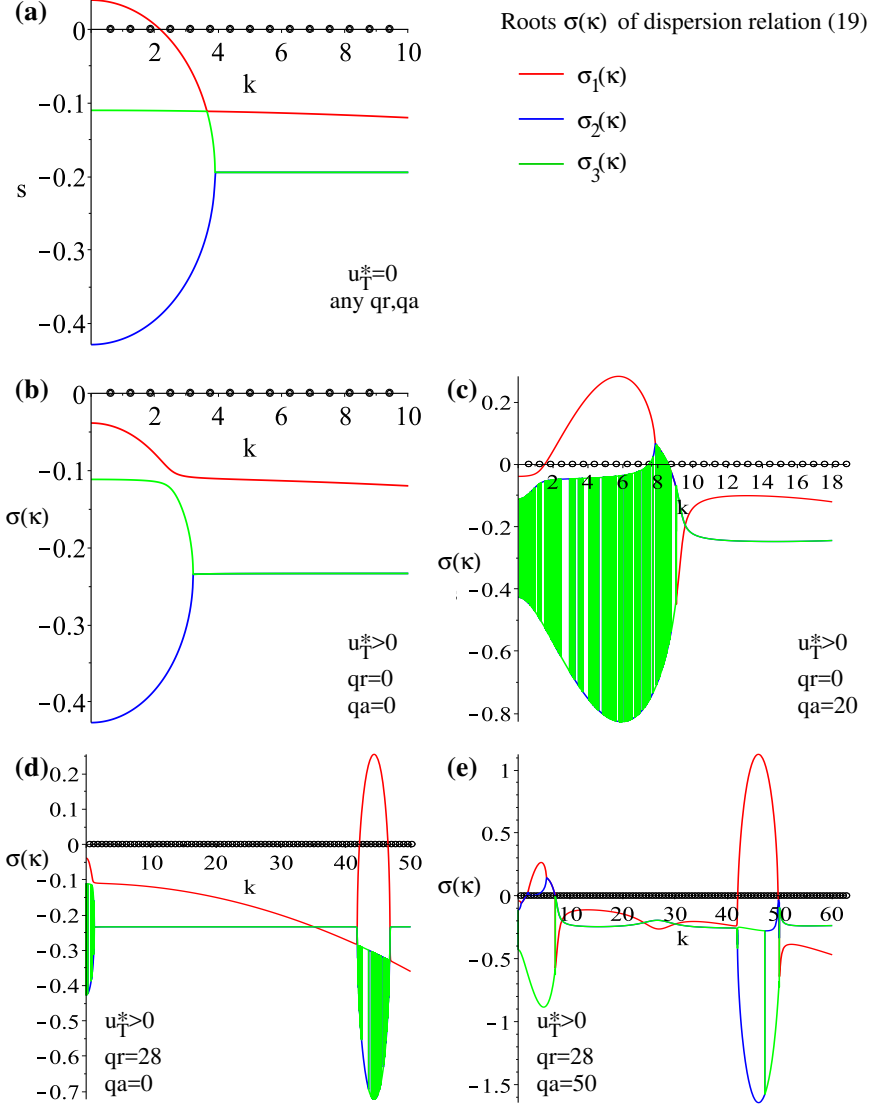 (a)
Roots σ(κ) of dispersion relation (19)
σ1(κ)
σ2(κ)
σ3(κ)
0
2 4 6 8 10
k
−0.1
−0.2
s
−0.3
−0.4
u*T=0
any qr,qa
(b)
0
2 4 6 8 10
k
−0.1
−0.2
σ(κ)
−0.3
−0.4
u*T>0
qr=0
qa=0
(c)
0.2
0
2 4 6 8 10 12 14 16 18
k
−0.2
σ(κ)
−0.4
−0.6
−0.8
u*T>0
qr=0
qa=20
(d)
0.2
0.1
0
σ(κ)
10 20 30 40 50
k
−0.1
−0.2
−0.3
−0.4
−0.5
−0.6
−0.7
u*T>0
qr=28
qa=0
(e)
1
0.5
σ(κ)
0
10 20 30 40 50 60
k
−0.5
−1
−1.5
u*T>0
qr=28
qa=50